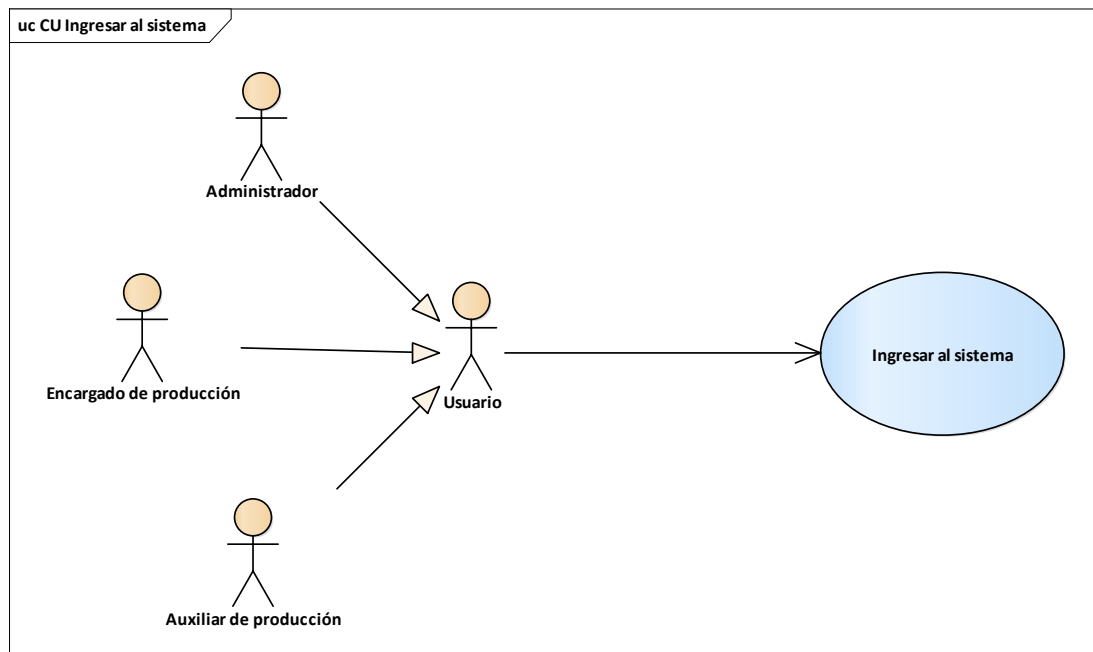 uc CU Ingresar al sistema
Administrador
Encargado de producción
Usuario
Ingresar al sistema
Auxiliar de producción